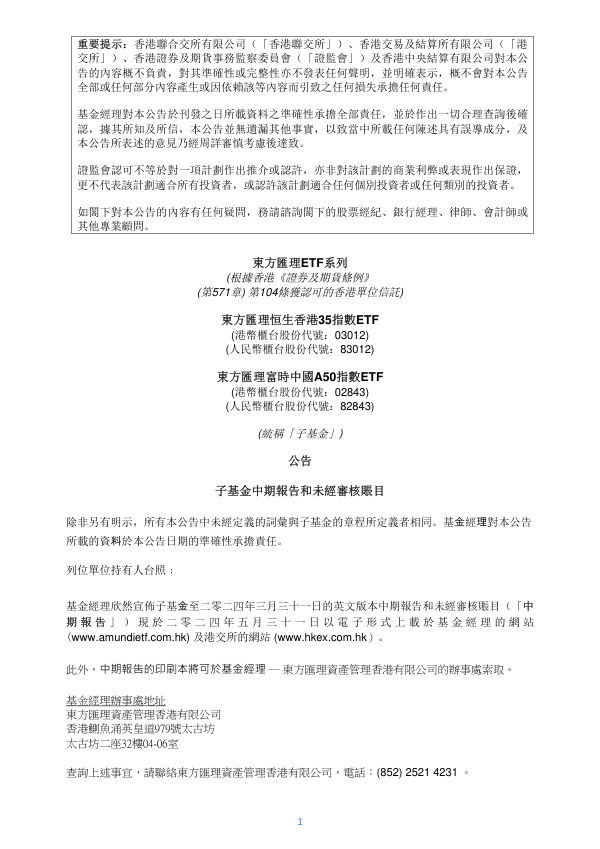 重要提示：香港聯合交所有限公司（「香港聯交所」）、香港交易及結算所有限公司（「港
交所」）、香港證券及期貨事務監察委員會（「證監會」）及香港中央結算有限公司對本公
告的內容概不負責，對其準確性或完整性亦不發表任何聲明，並明確表示，概不會對本公告
全部或任何部分內容產生或因依賴該等內容而引致之任何損失承擔任何責任。
基金經理對本公告於刊發之日所載資料之準確性承擔全部責任，並於作出一切合理查詢後確
認，據其所知及所信，本公告並無遺漏其他事實，以致當中所載任何陳述具有誤導成分，及
本公告所表達的意見乃經周詳審慎考慮後達致。
證監會認可不等於對一項計劃作出推介或認許，亦非對該計劃的商業利弊或表現作出保證，
更不代表該計劃適合所有投資者，或認許該計劃適合任何個別投資者或任何類別的投資者。
如閣下對本公告的內容有任何疑問，務請諮詢閣下的股票經紀、銀行經理、律師、會計師或
其他專業顧問。
東方匯理ETF系列
(根據香港《證券及期貨條例》
(第571章) 第104條獲認可的香港單位信託)
東方匯理恒生香港35指數ETF
(港幣櫃台股份代號：03012)
(人民幣櫃台股份代號：83012)
東方匯理富時中國A50指數ETF
(港幣櫃台股份代號：02843)
(人民幣櫃台股份代號：82843)
(統稱「子基金」)
公告
子基金中期報告和未經審核賬目
除非另有明示，所有本公告中未經定義的詞彙與子基金的章程所定義者相同。基金經理對本公告
所載的資料於本公告日期的準確性承擔責任。
列位單位持有人台照：
基金經理欣然宣佈子基金至二零二四年三月三十一日的英文版本中期報告和未經審核賬目（「中
期報告」）現於二零二四年五月三十一日以電子形式上載於基金經理的網站
(www.amundietf.com.hk) 及港交所的網站 (www.hkex.com.hk）。
此外，中期報告的印刷本將可於基金經理 — 東方匯理資產管理香港有限公司的辦事處索取。
基金經理辦事處地址
東方匯理資產管理香港有限公司
香港鰂魚涌英皇道979號太古坊
太古坊二座32樓04-06室
查詢上述事宜，請聯絡東方匯理資產管理香港有限公司，電話：(852) 2521 4231 。
1